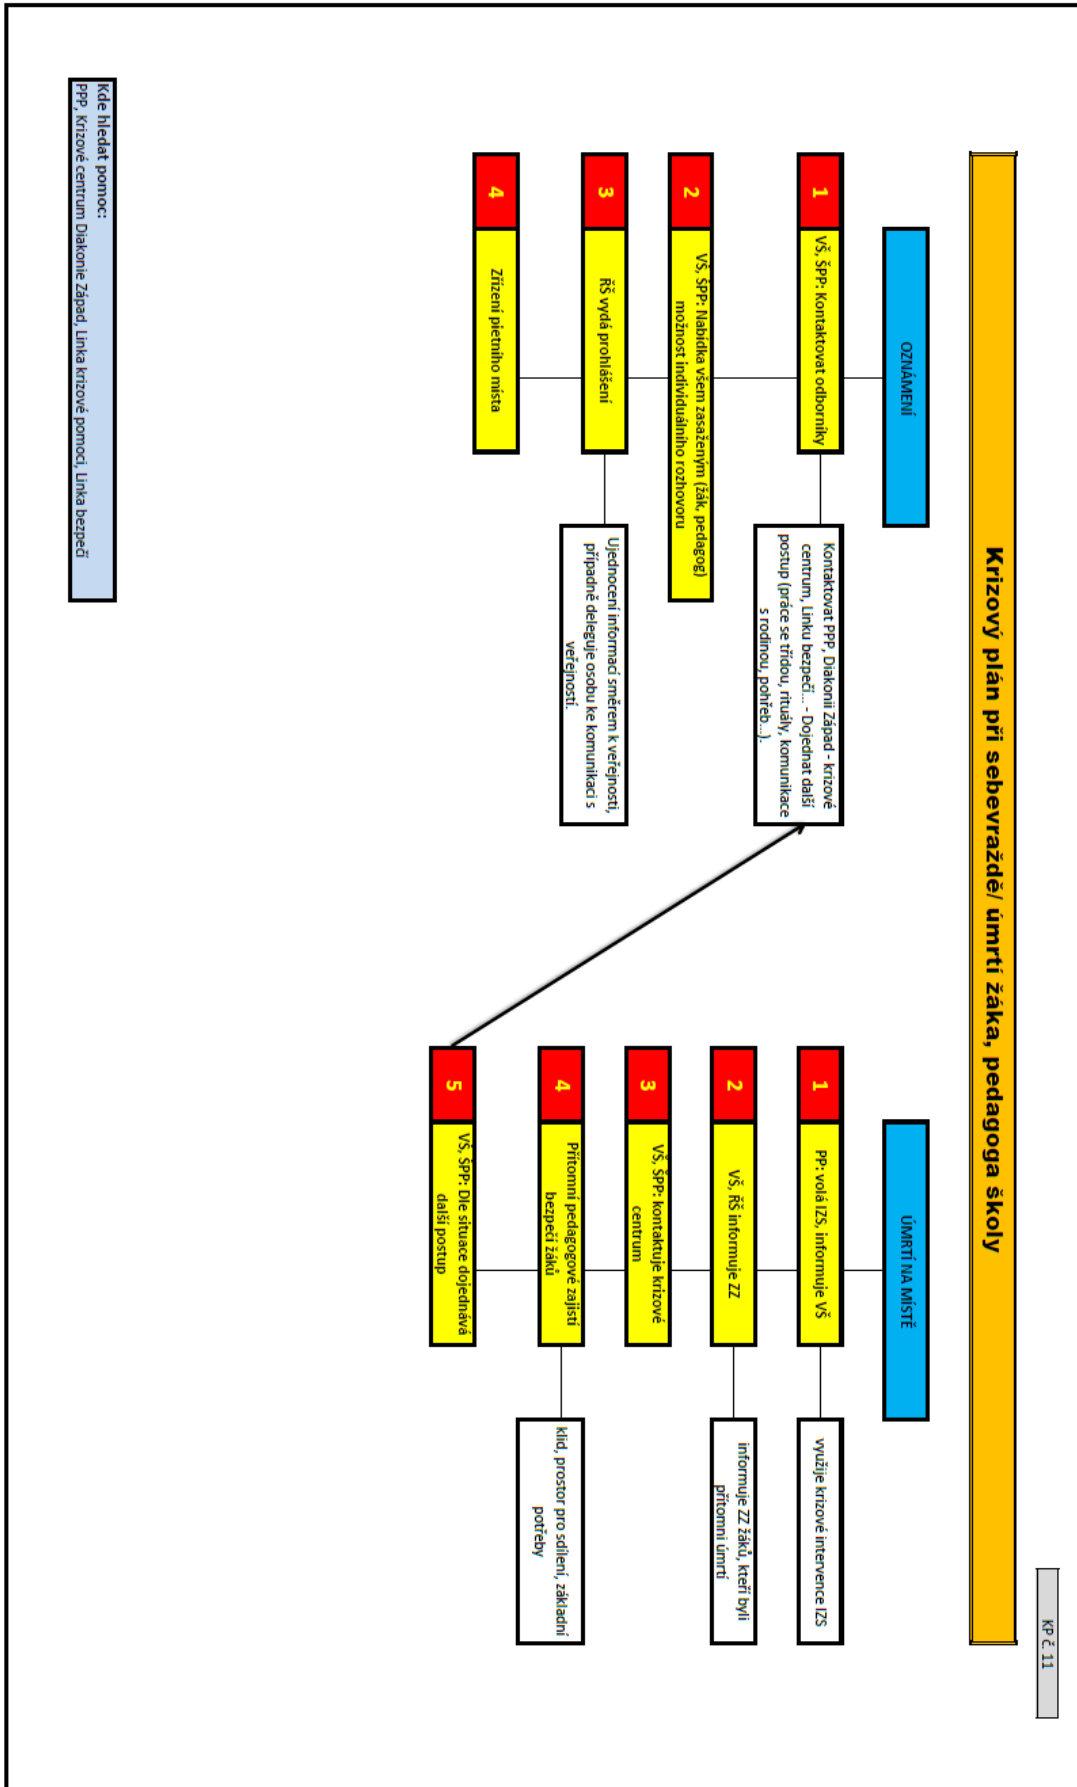 KP č. 11
Krizový plán při sebevraždě/ úmrtí žáka, pedagoga školy
OZNÁMENÍ
1
VŠ, ŠPP: Kontaktovat odborníky
Kontaktovat PPP, Diakonii Západ - krizové
centrum, Linku bezpečí... - Dojednat další
postup (práce se třídou, rituály, komunikace
s rodinou, pohřeb...).
2
VŠ, ŠPP: Nabídka všem zasaženým (žák, pedagog)
možnost individuálního rozhovoru
3
ŘŠ vydá prohlášení
Ujednocení informací směrem k veřejnosti,
případně deleguje osobu ke komunikaci s
veřejností.
4
Zřízení pietního místa
ÚMRTÍ NA MÍSTĚ
1
PP: volá IZS, informuje VŠ
využije krizové intervence IZS
2
VŠ, ŘŠ informuje ZZ
informuje ZZ žáků, kteří byli
přítomni úmrtí
3
VŠ, ŠPP: kontaktuje krizové
centrum
4
Přítomní pedagogové zajistí
bezpečí žáků
klid, prostor pro sdílení, základní
potřeby
5
VŠ, ŠPP: Dle situace dojednává
další postup
Kde hledat pomoc:
PPP, Krizové centrum Diakonie Západ, Linka krizové pomoci, Linka bezpečí